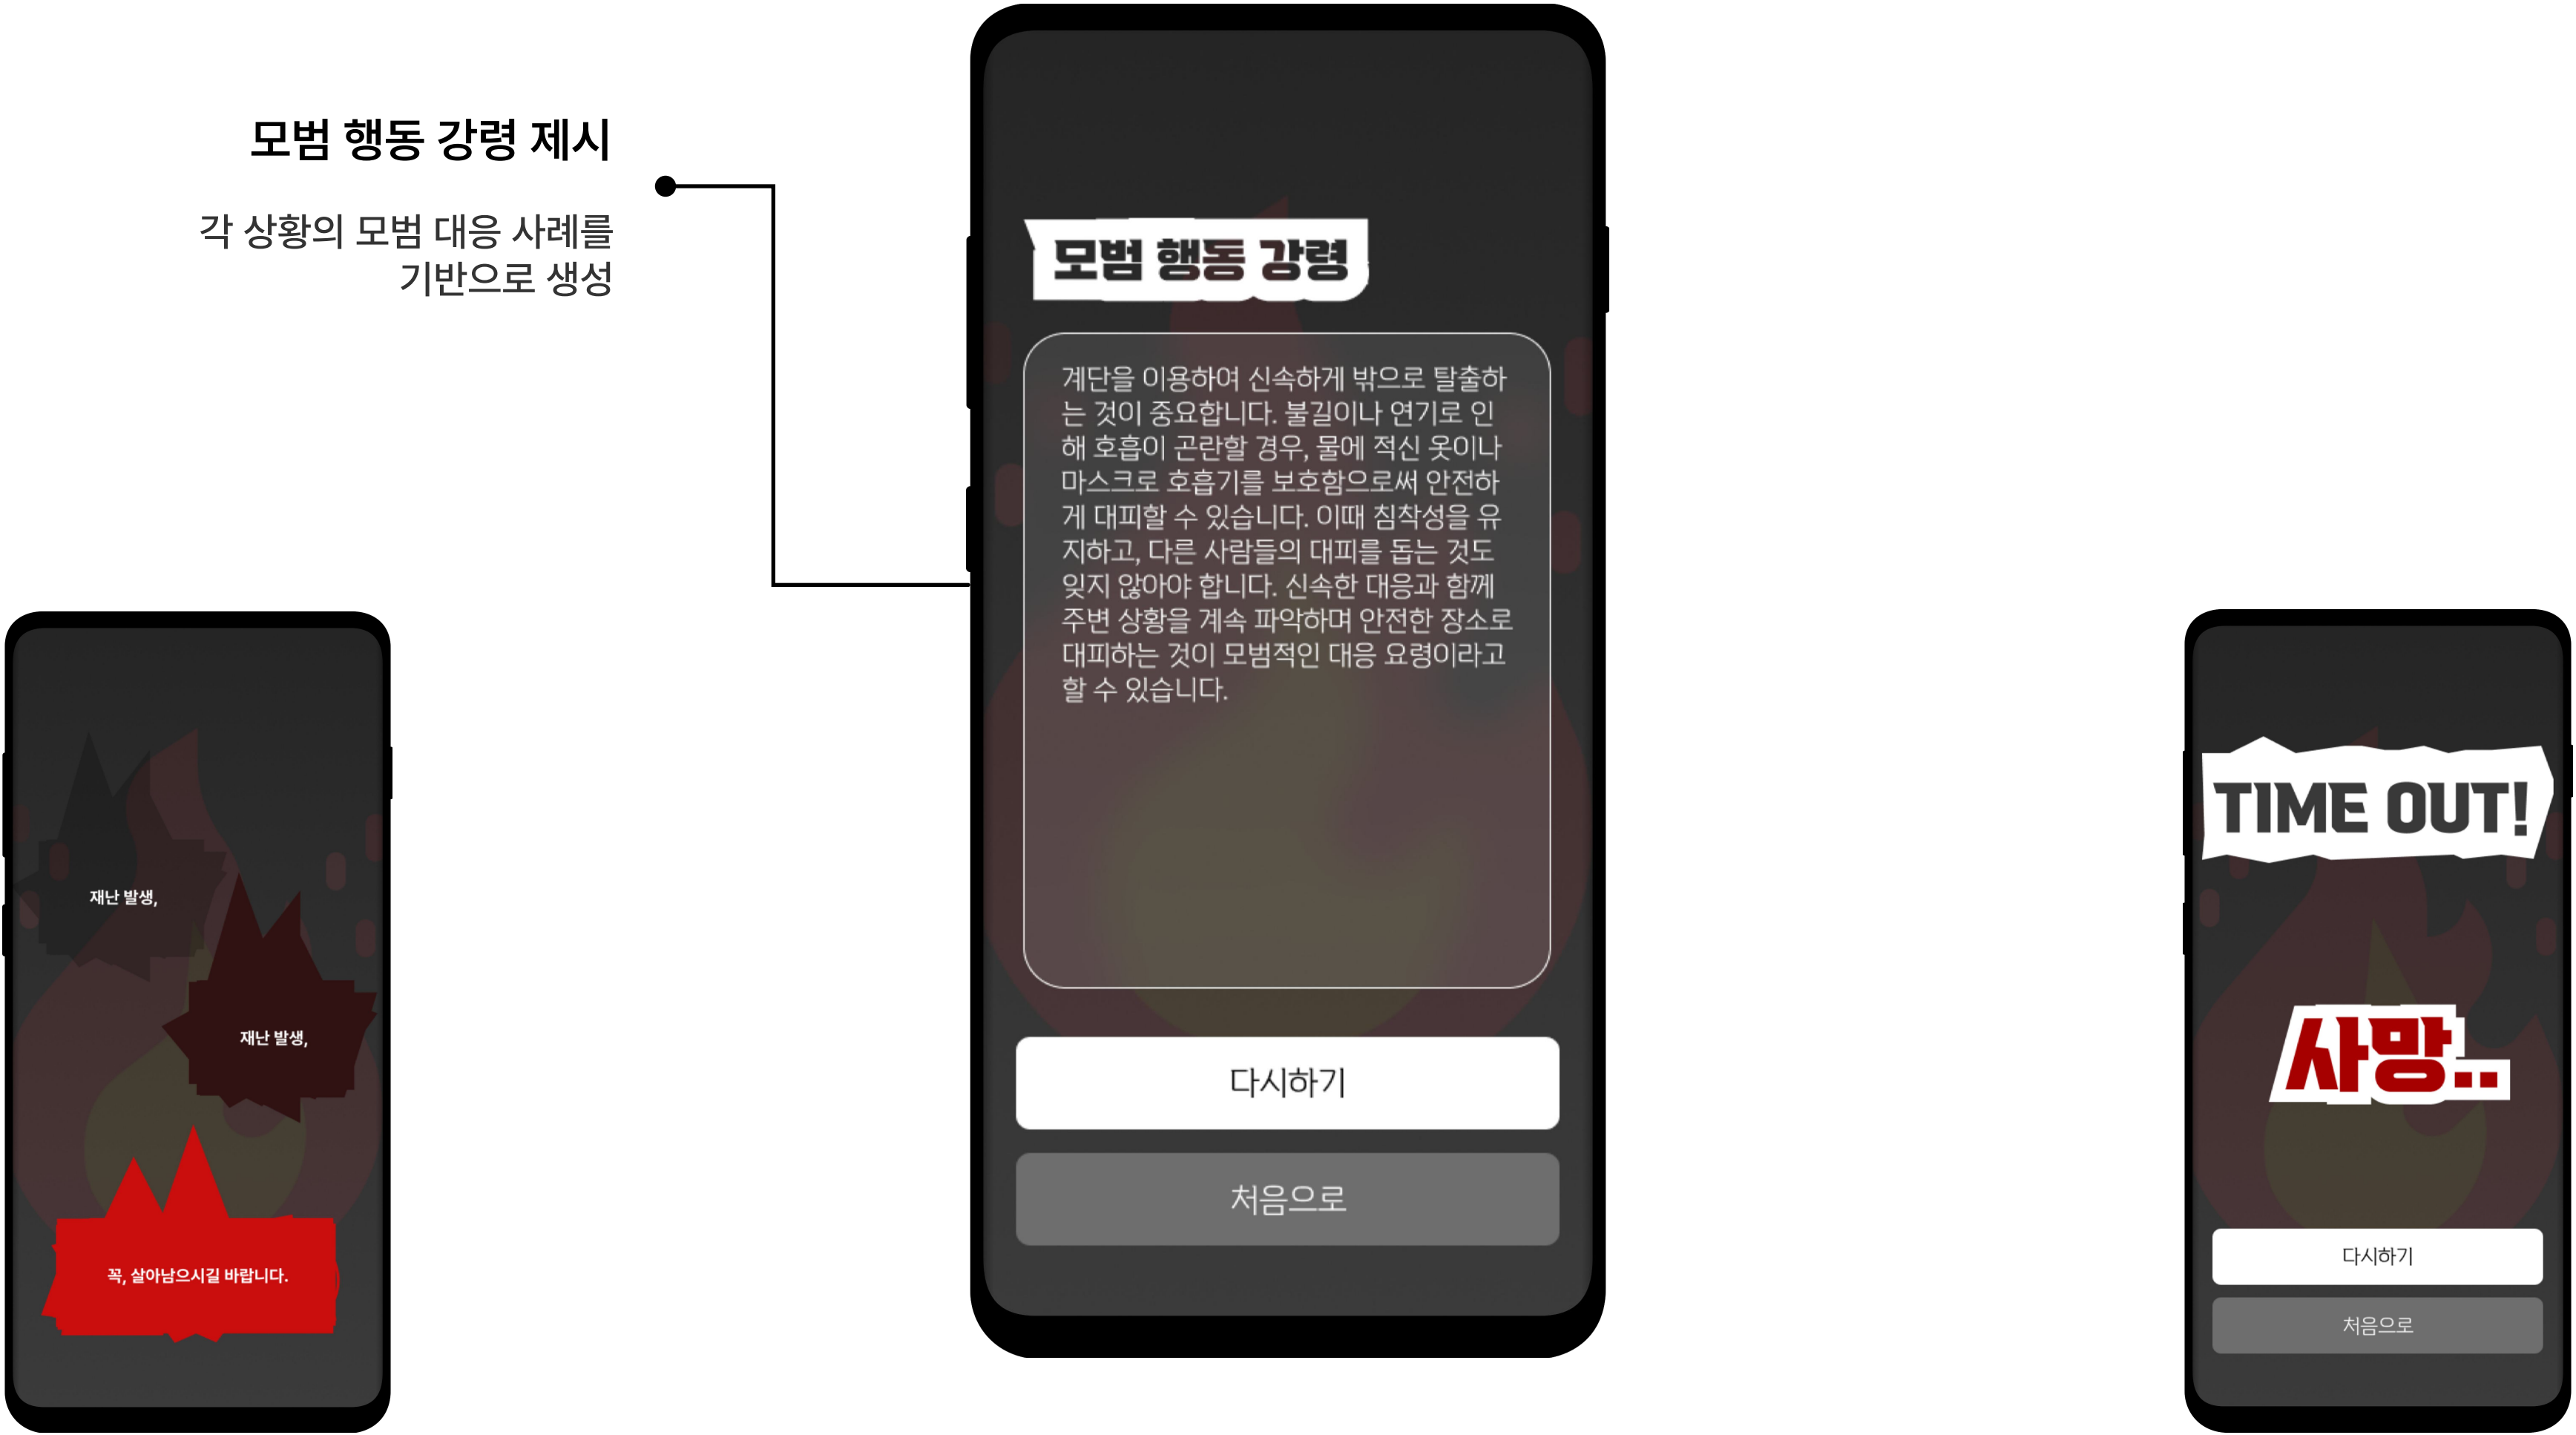 모범 행동 강령 제시
각 상황의 모범 대응 사례를
기반으로 생성
재난 발생,
재난 발생,
꼭, 살아남으시길 바랍니다.
모범 행동 강령
계단을 이용하여 신속하게 밖으로 탈출하
는 것이 중요합니다. 불길이나 연기로 인
해 호흡이 곤란할 경우, 물에 적신 옷이나
마스크로 호흡기를 보호함으로써 안전하
게 대피할 수 있습니다. 이때 침착성을 유
지하고, 다른 사람들의 대피를 돕는 것도
잊지 않아야 합니다. 신속한 대응과 함께
주변 상황을 계속 파악하며 안전한 장소로
대피하는 것이 모범적인 대응 요령이라고
할 수 있습니다.
다시하기
처음으로
TIME OUT!
사망..
다시하기
처음으로